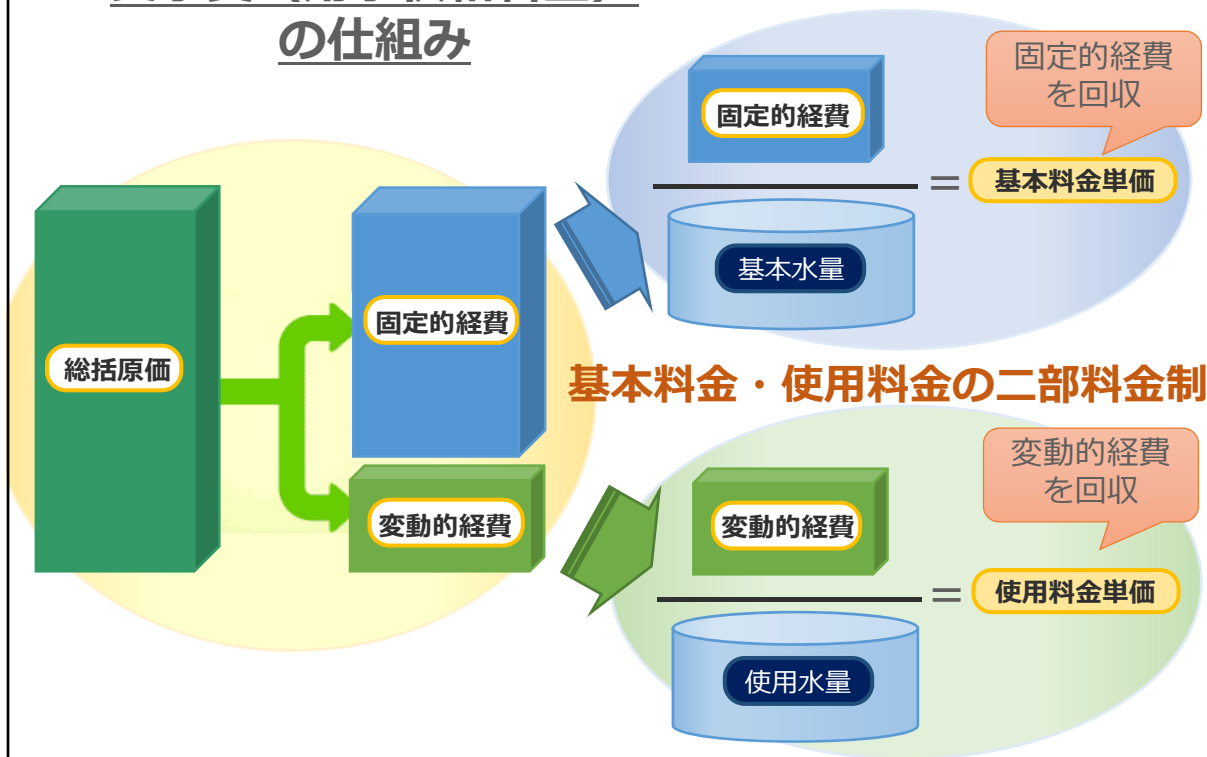 の仕組み
固定的経費
を回収
固定的経費
=
基本料金単価
基本水量
総括原価
固定的経費
変動的経費
基本料金・使用料金の二部料金制
変動的経費
を回収
変動的経費
=
使用料金単価
使用水量